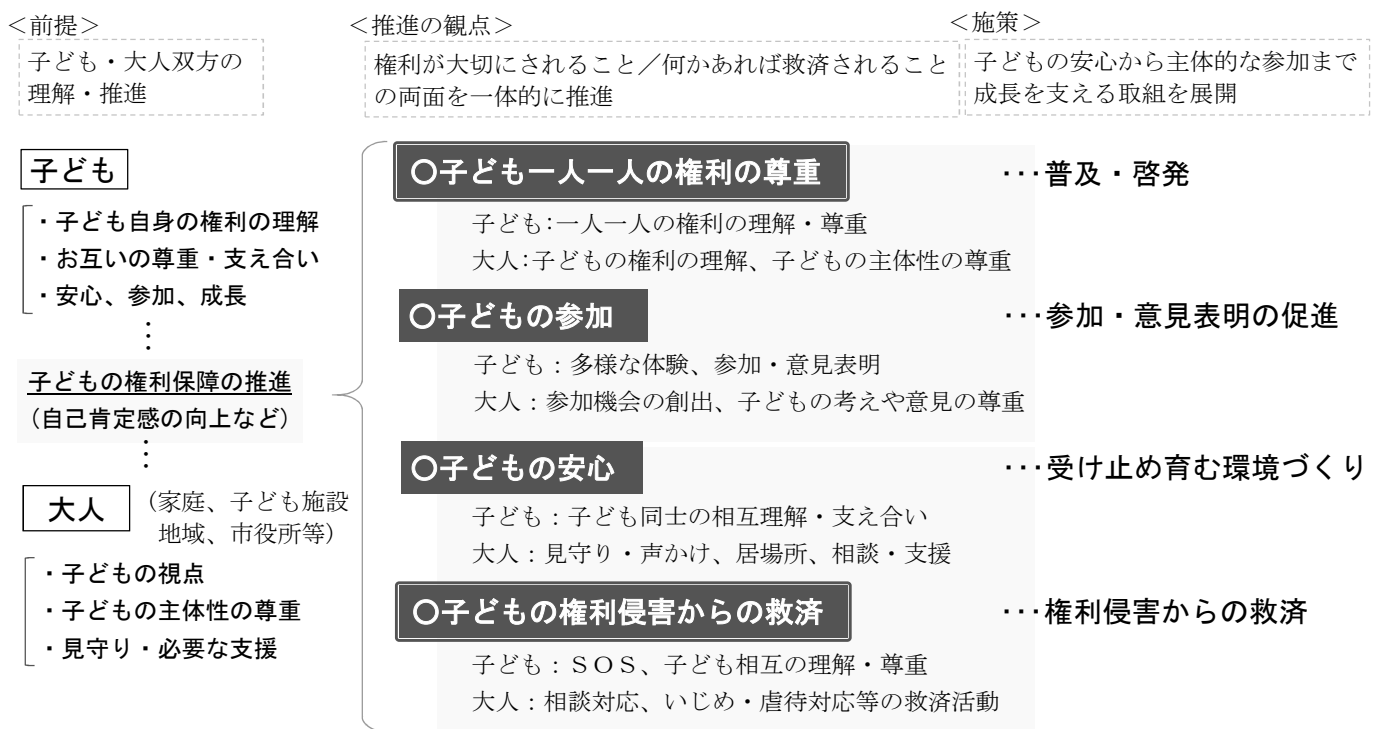 ＜前提＞
子ども・大人双方の
理解・推進
＜推進の観点＞
権利が大切にされること／何かあれば救済されること
の両面を一体的に推進
＜施策＞
子どもの安心から主体的な参加まで
成長を支える取組を展開
子ども
・子ども自身の権利の理解
・お互いの尊重・支え合い
・安心、参加、成長
⋮
子どもの権利保障の推進
（自己肯定感の向上など）
⋮
大人
（家庭、子ども施設
地域、市役所等）
・子どもの視点
・子どもの主体性の尊重
・見守り・必要な支援
〇子ども一人一人の権利の尊重
…普及・啓発
子ども：一人一人の権利の理解・尊重
大人：子どもの権利の理解、子どもの主体性の尊重
〇子どもの参加
…参加・意見表明の促進
子ども：多様な体験、参加・意見表明
大人：参加機会の創出、子どもの考えや意見の尊重
〇子どもの安心
…受け止め育む環境づくり
子ども：子ども同士の相互理解・支え合い
大人：見守り・声かけ、居場所、相談・支援
〇子どもの権利侵害からの救済
…権利侵害からの救済
子ども：ＳＯＳ、子ども相互の理解・尊重
大人：相談対応、いじめ・虐待対応等の救済活動